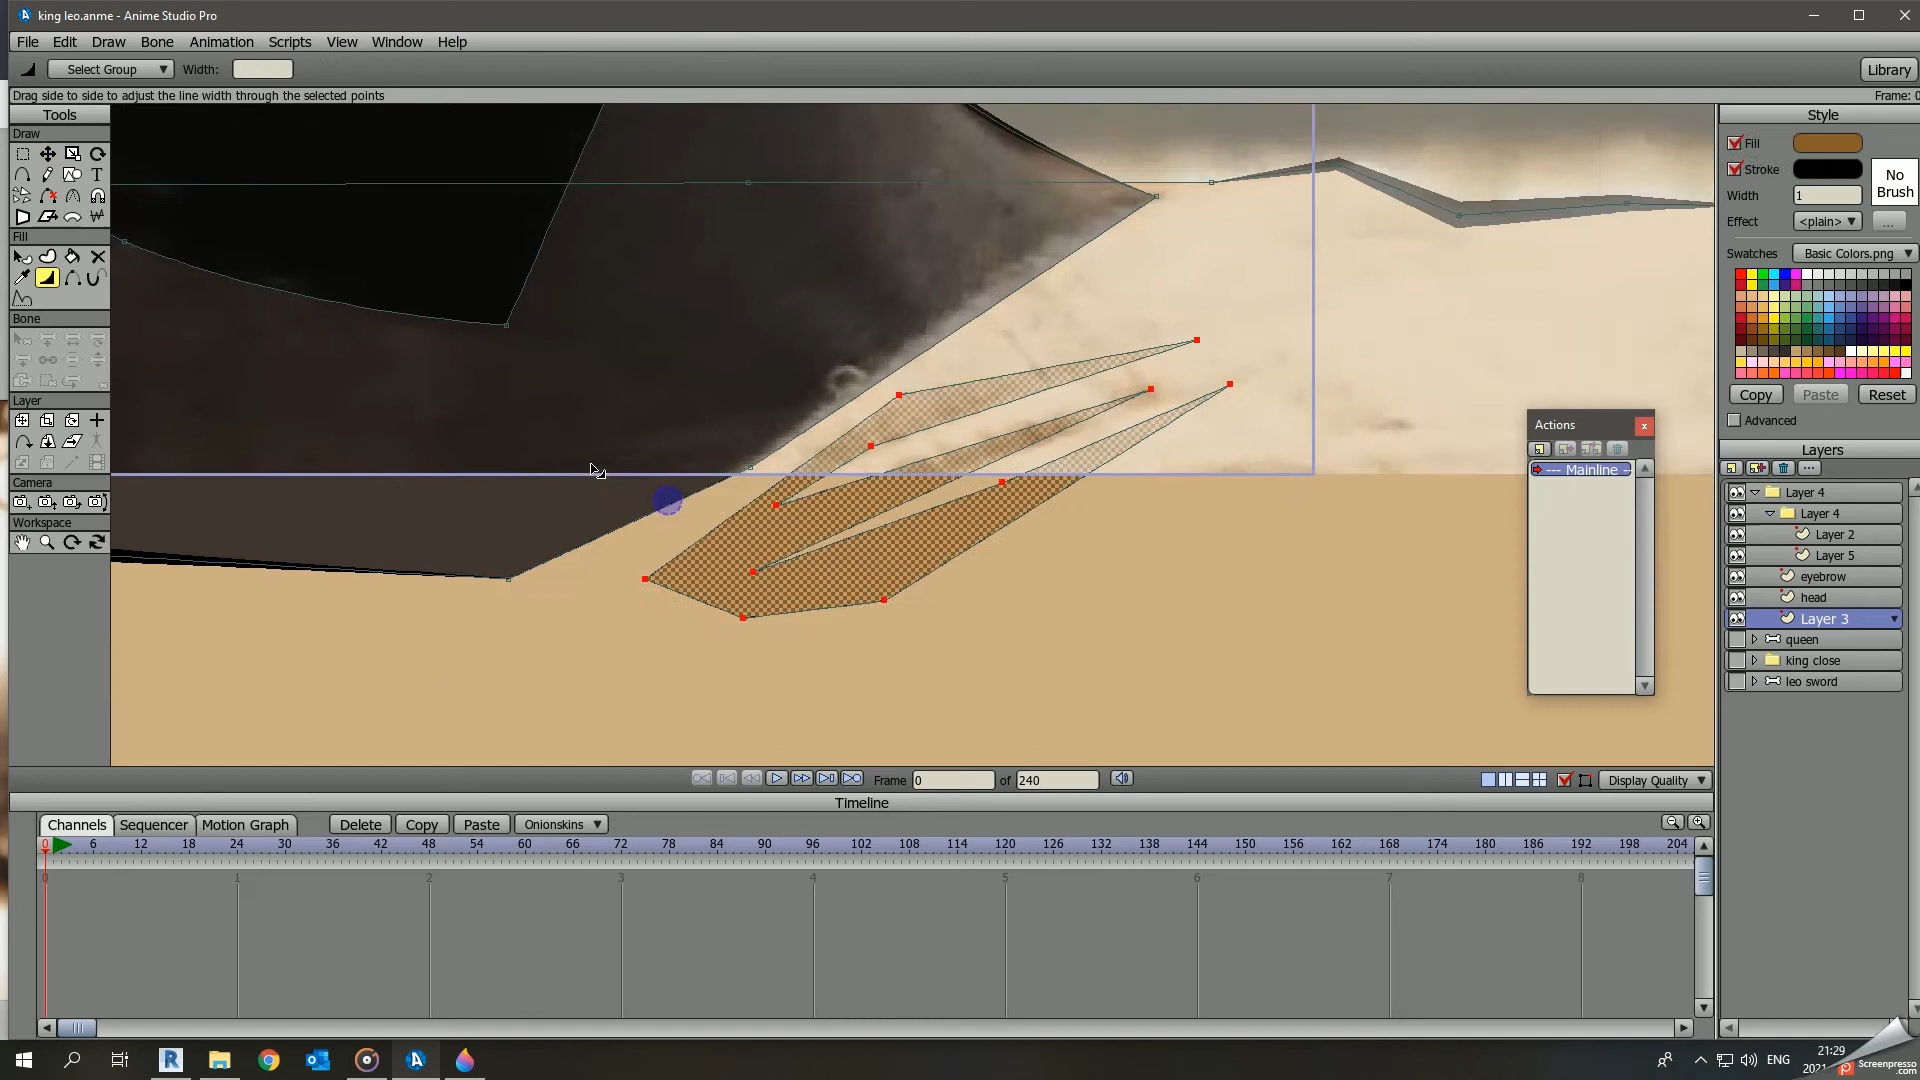 king leo.anme - Anime Studio Pro
File Edit Draw Bone Animation Scripts View Window Help
Select Group Width: Library
Drag side to side to adjust the line width through the selected points Frame: 0
Tools
Draw
T
Fill
Bone
Layer
Camera
Workspace
Style
Fill
Stroke
No Brush
Width 1
Effect <plain> ...
Swatches Basic Colors.png
Copy Paste Reset
Advanced
Actions x
--- Mainline --
Layers
...
Layer 4
Layer 4
Layer 2
Layer 5
eyebrow
head
Layer 3
queen
king close
leo sword
Frame 0 of 240 Display Quality
Timeline
Channels Sequencer Motion Graph Delete Copy Paste Onionskins
0 6 12 18 24 30 36 42 48 54 60 66 72 78 84 90 96 102 108 114 120 126 132 138 144 150 156 162 168 174 180 186 192 198 204
0 1 2 3 4 5 6 7 8
R
ENG
21:29
2021
Screenpresso
.com